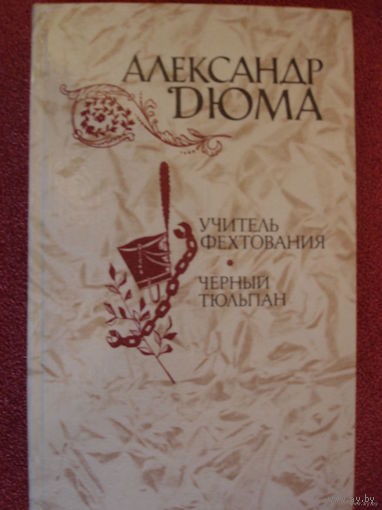 АЛЕКСАНДР
ДЮМА
УЧИТЕЛЬ
ФЕХТОВАНИЯ
•
ЧЕРНЫЙ
ТЮЛЬПАН